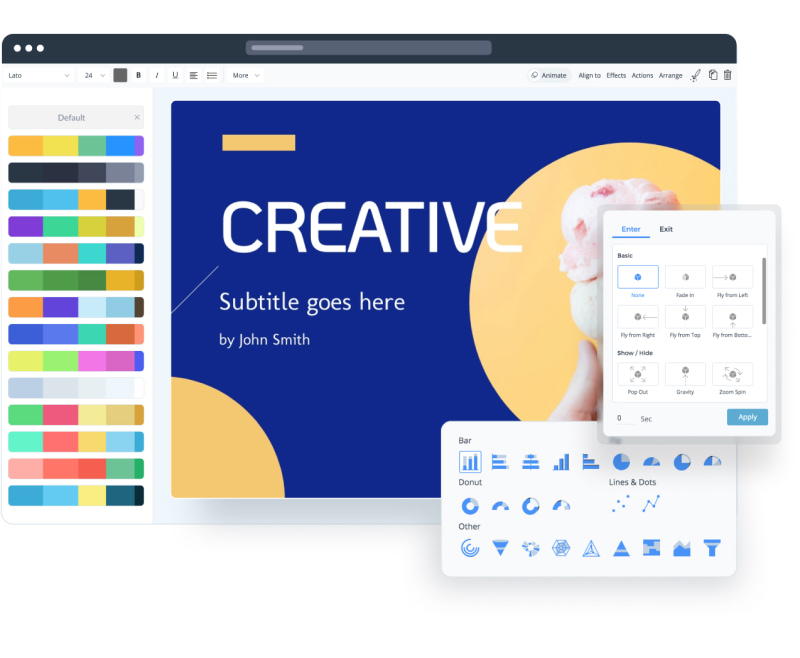 Lato 24 B I U More Animate Align to Effects Actions Arrange
Default
CREATIVE
Subtitle goes here
by John Smith
Enter Exit
Basic
None Fade In Fly from Left
Fly from Right Fly from Top Fly from Botto...
Show / Hide
Pop Out Gravity Zoom Spin
0 Sec Apply
Bar
Donut Lines & Dots
Other